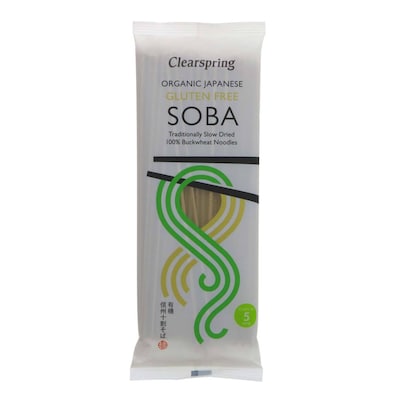 Clearspring
ORGANIC JAPANESE
GLUTEN FREE
SOBA
Traditionally Slow Dried
100% Buckwheat Noodles
5
有機
信州十割そば